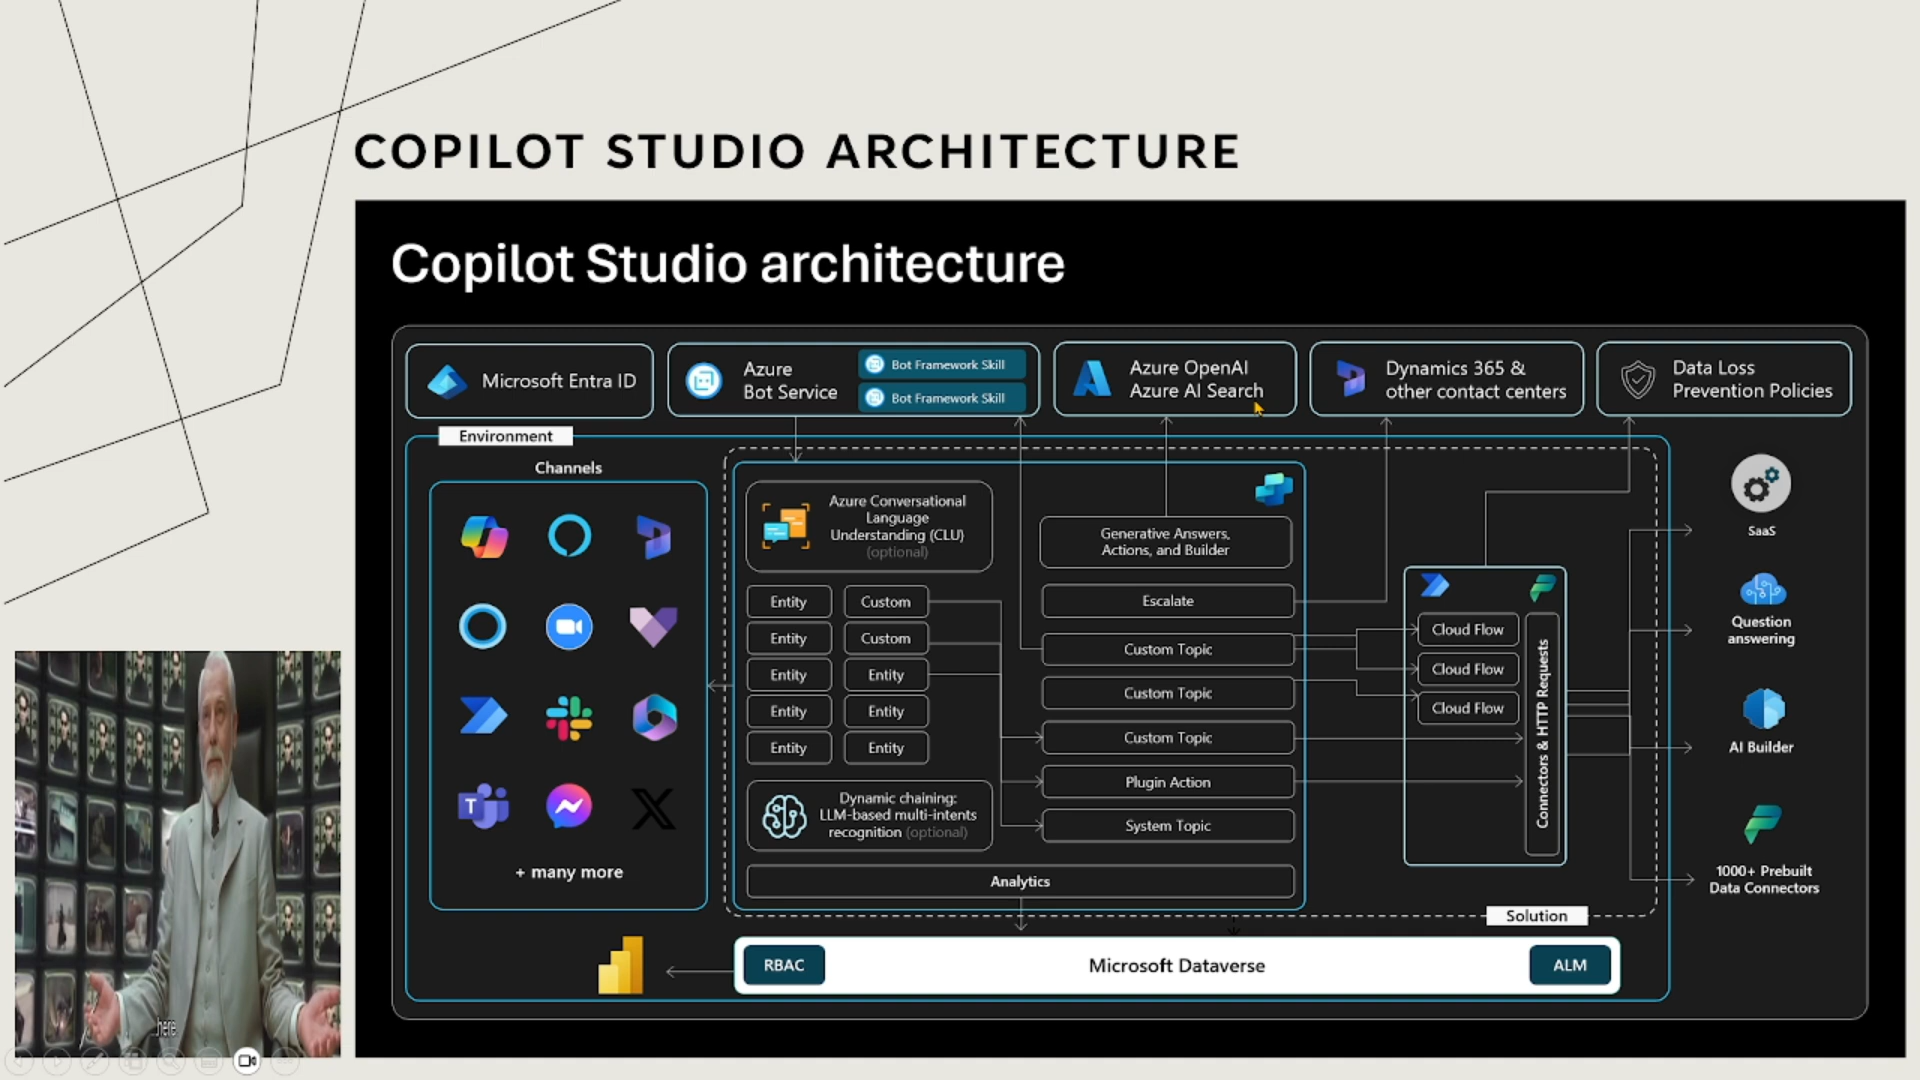 COPILOT STUDIO ARCHITECTURE
Copilot Studio architecture
Microsoft Entra ID
Azure
Bot Service
Bot Framework Skill
Bot Framework Skill
Azure OpenAI
Azure AI Search
Dynamics 365 &
other contact centers
Data Loss
Prevention Policies
Environment
Channels
+ many more
Azure Conversational
Language
Understanding (CLU)
(optional)
Entity
Custom
Entity
Custom
Entity
Entity
Entity
Entity
Entity
Entity
Dynamic chaining:
LLM-based multi-intents
recognition (optional)
Generative Answers,
Actions, and Builder
Escalate
Custom Topic
Custom Topic
Custom Topic
Plugin Action
System Topic
Analytics
Cloud Flow
Cloud Flow
Cloud Flow
Connectors & HTTP Requests
Solution
SaaS
Question
answering
AI Builder
1000+ Prebuilt
Data Connectors
RBAC
Microsoft Dataverse
ALM
T
...here